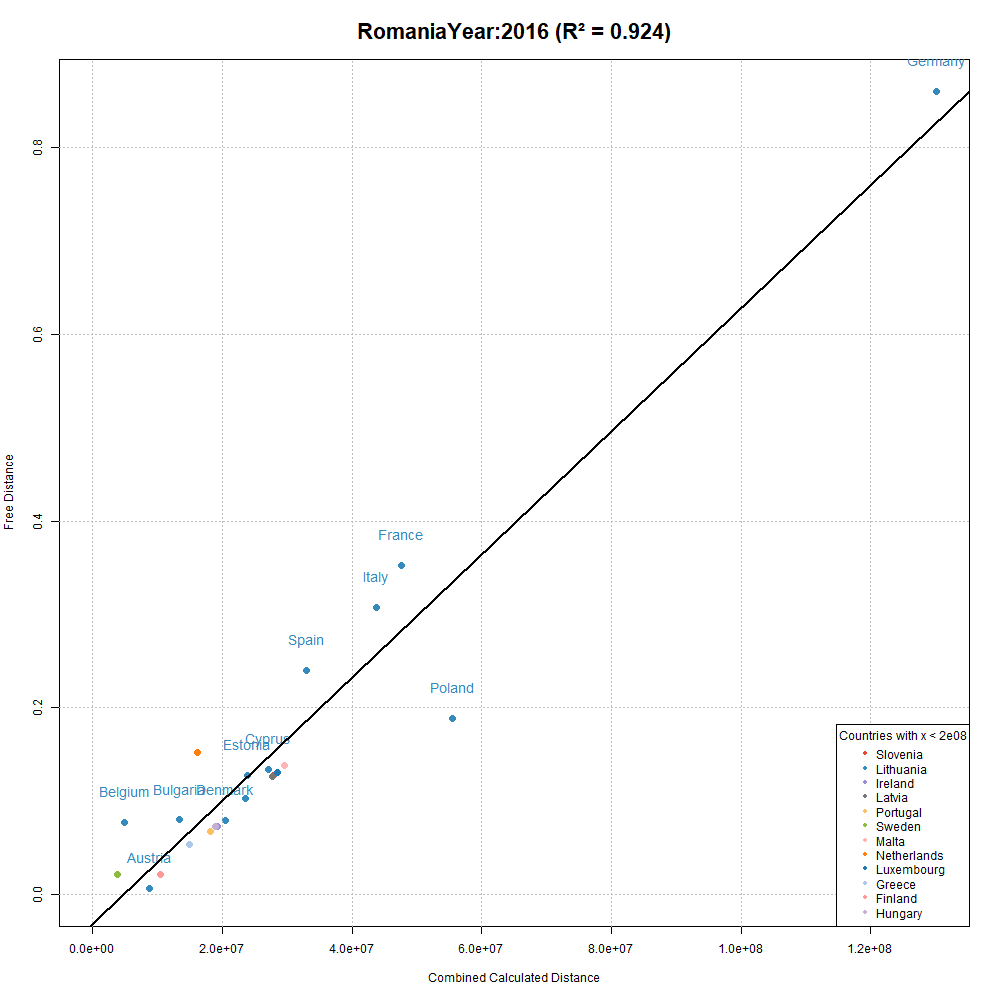 RomaniaYear:2016 (R² = 0.924)
Germany
0.8
0.6
Free Distance
0.4
France
Italy
Spain
Poland
0.2
Cyprus
Estonia
Belgium
Bulgaria
Denmark
Austria
0.0
Countries with x < 2e08
Slovenia
Lithuania
Ireland
Latvia
Portugal
Sweden
Malta
Netherlands
Luxembourg
Greece
Finland
Hungary
0.0e+00 2.0e+07 4.0e+07 6.0e+07 8.0e+07 1.0e+08 1.2e+08
Combined Calculated Distance